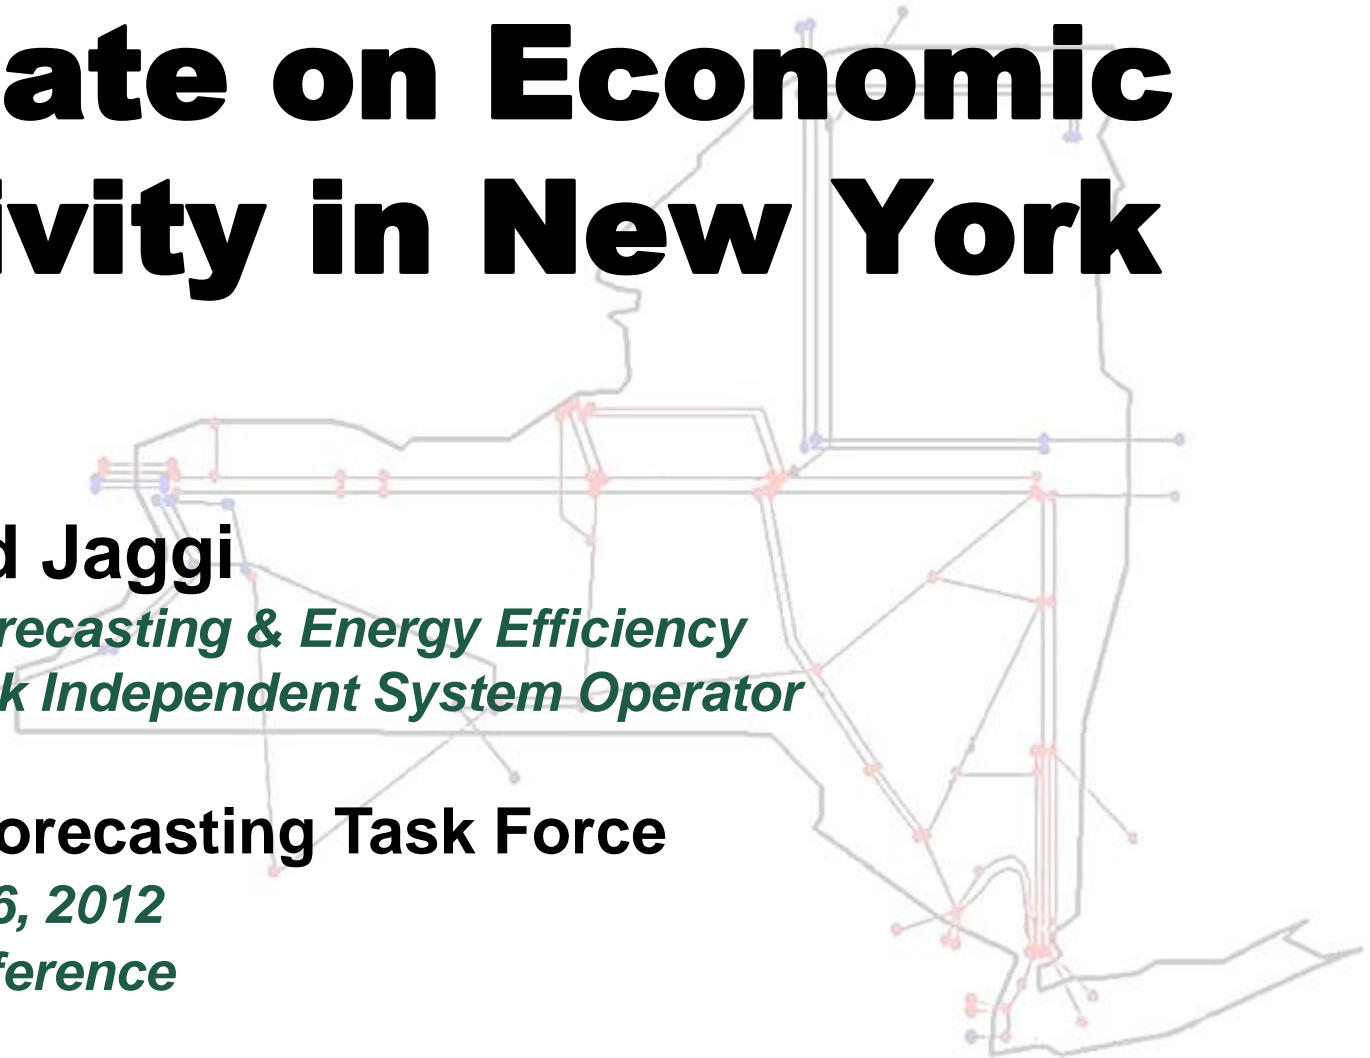 ate on Economic
ivity in New York
d Jaggi
recasting & Energy Efficiency
k Independent System Operator
orecasting Task Force
6, 2012
ference